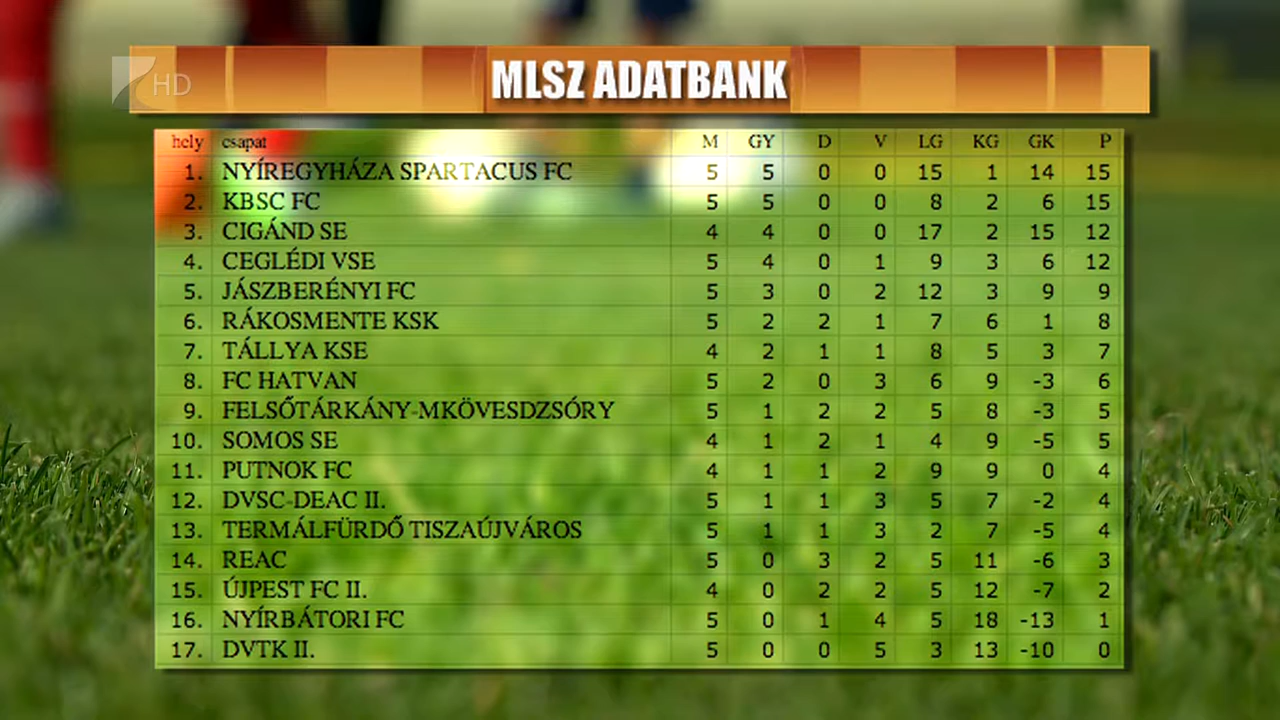 MLSZ ADATBANK
HD
hely csapat M GY D V LG KG GK P
1. NYÍREGYHÁZA SPARTACUS FC 5 5 0 0 15 1 14 15
2. KBSC FC 5 5 0 0 8 2 6 15
3. CIGÁND SE 4 4 0 0 17 2 15 12
4. CEGLÉDI VSE 5 4 0 1 9 3 6 12
5. JÁSZBERÉNYI FC 5 3 0 2 12 3 9 9
6. RÁKOSMENTE KSK 5 2 2 1 7 6 1 8
7. TÁLLYA KSE 4 2 1 1 8 5 3 7
8. FC HATVAN 5 2 0 3 6 9 -3 6
9. FELSŐTÁRKÁNY-MKÖVESDZSÓRY 5 1 2 2 5 8 -3 5
10. SOMOS SE 4 1 2 1 4 9 -5 5
11. PUTNOK FC 4 1 1 2 9 9 0 4
12. DVSC-DEAC II. 5 1 1 3 5 7 -2 4
13. TERMÁLFÜRDŐ TISZAÚJVÁROS 5 1 1 3 2 7 -5 4
14. REAC 5 0 3 2 5 11 -6 3
15. ÚJPEST FC II. 4 0 2 2 5 12 -7 2
16. NYÍRBÁTORI FC 5 0 1 4 5 18 -13 1
17. DVTK II. 5 0 0 5 3 13 -10 0